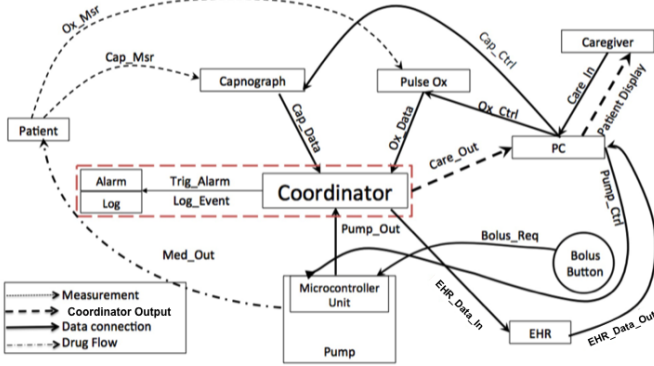 Ox_Msr
Cap_Msr
Cap_Ctrl
Caregiver
Capnograph
Pulse Ox
Care_In
Patient Display
Patient
Cap_Data
Ox_Data
Ox_Ctrl
PC
Care_Out
Alarm
Trig_Alarm
Coordinator
Log
Log_Event
Pump_Ctrl
Pump_Out
Bolus_Req
Bolus
Button
Med_Out
Microcontroller
Unit
EHR_Data_In
Measurement
Coordinator Output
Data connection
Drug Flow
Pump
EHR
EHR_Data_Out